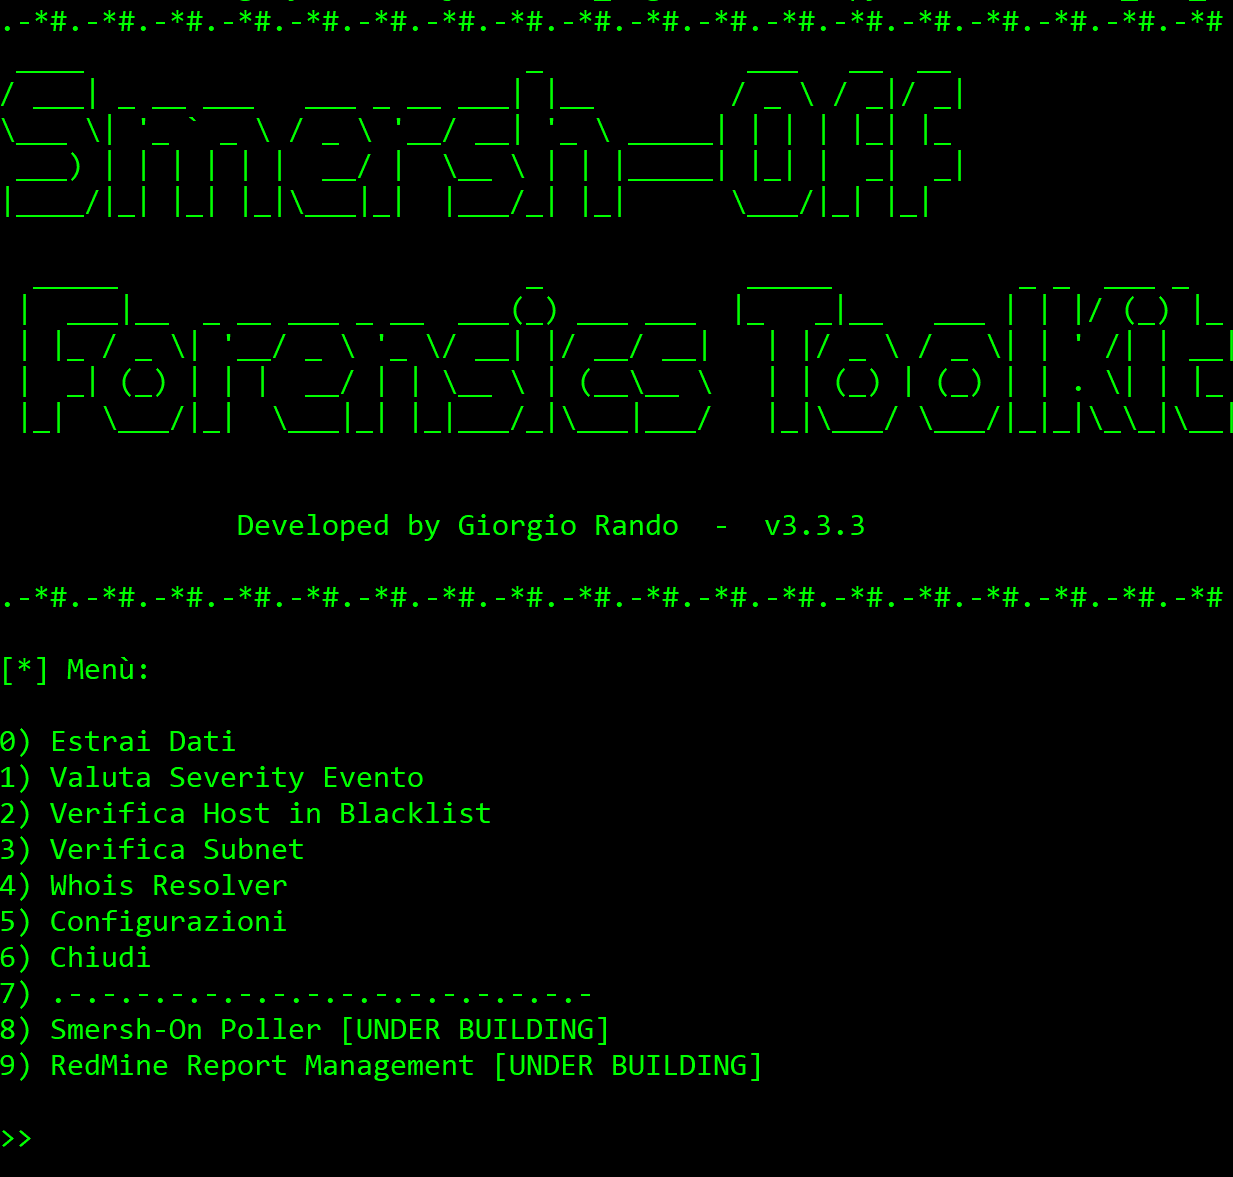 .-*#.-*#.-*#.-*#.-*#.-*#.-*#.-*#.-*#.-*#.-*#.-*#.-*#.-*#.-*#.-*#.-*#.-*#
Smersh-Off
Forensics Toolkit
Developed by Giorgio Rando - v3.3.3
.-*#.-*#.-*#.-*#.-*#.-*#.-*#.-*#.-*#.-*#.-*#.-*#.-*#.-*#.-*#.-*#.-*#.-*#
[*] Menù:
0) Estrai Dati
1) Valuta Severity Evento
2) Verifica Host in Blacklist
3) Verifica Subnet
4) Whois Resolver
5) Configurazioni
6) Chiudi
7) .-.-.-.-.-.-.-.-.-.-.-.-.-.-.-.-
8) Smersh-On Poller [UNDER BUILDING]
9) RedMine Report Management [UNDER BUILDING]
>>